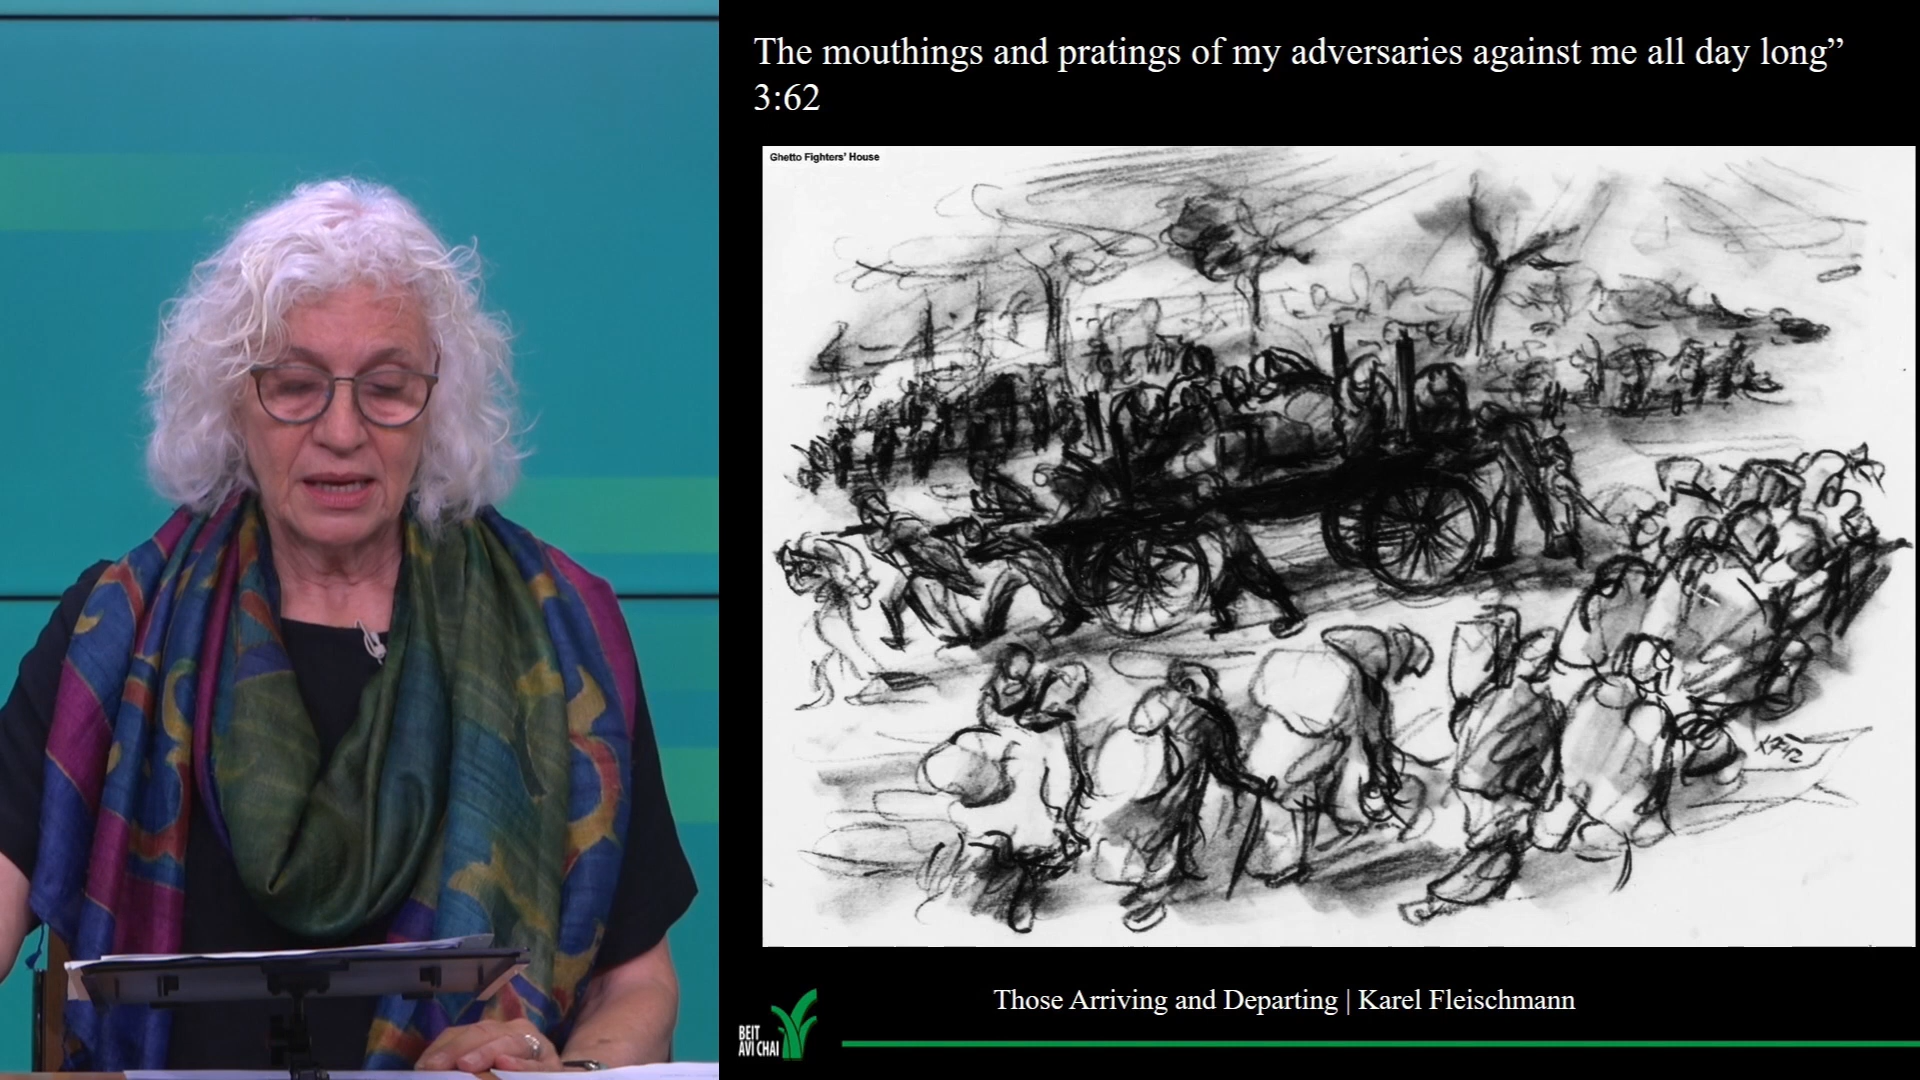 The mouthings and pratings of my adversaries against me all day long”
3:62
Ghetto Fighters' House
Those Arriving and Departing | Karel Fleischmann
BEIT
AVI CHAI